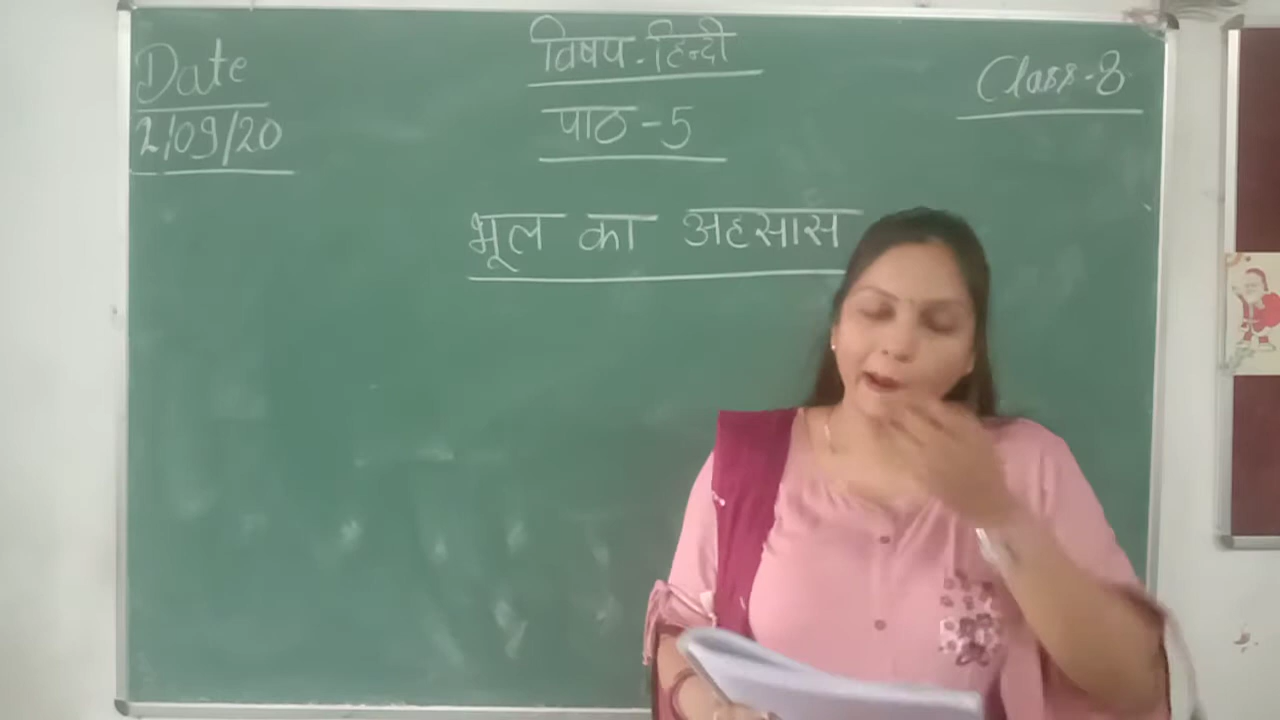 Date
2/09/20
विषय-हिन्दी
पाठ-5
Class-8
भूल का अहसास